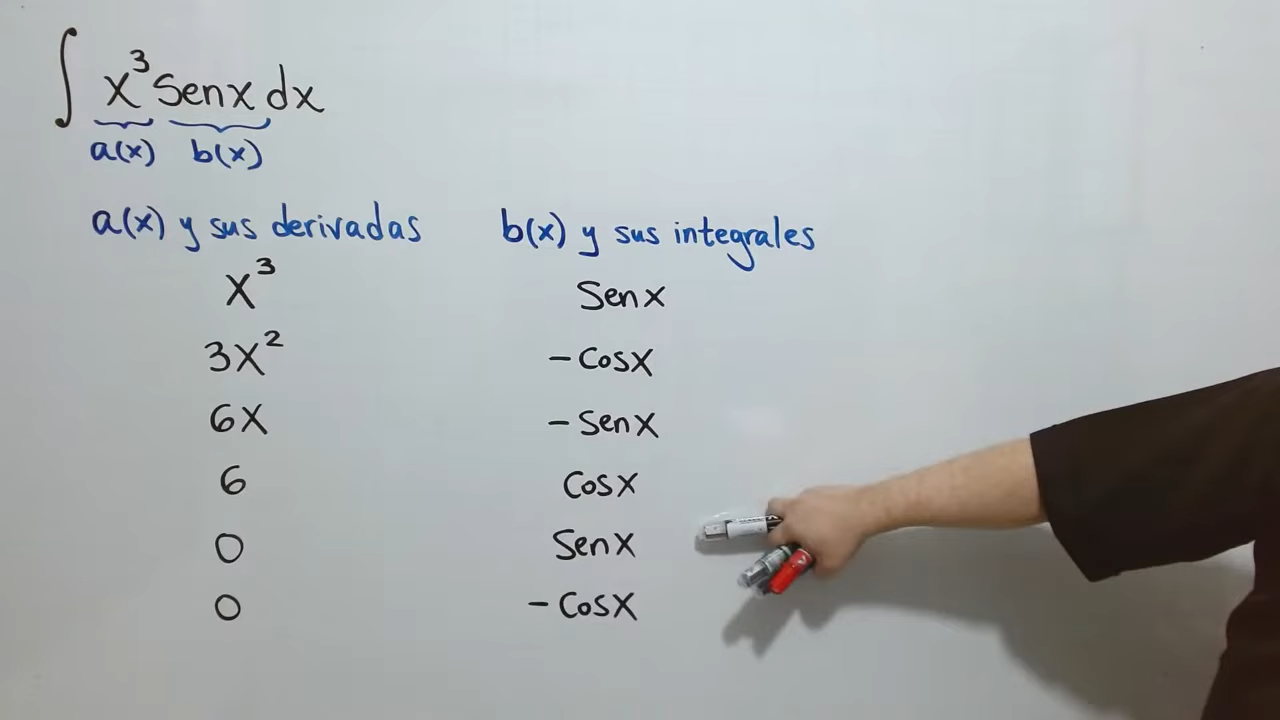 ∫ x³ Senx dx
a(x) b(x)
a(x) y sus derivadas b(x) y sus integrales
x³ Senx
3x² -Cosx
6x -Senx
6 Cosx
0 Senx
0 -Cosx